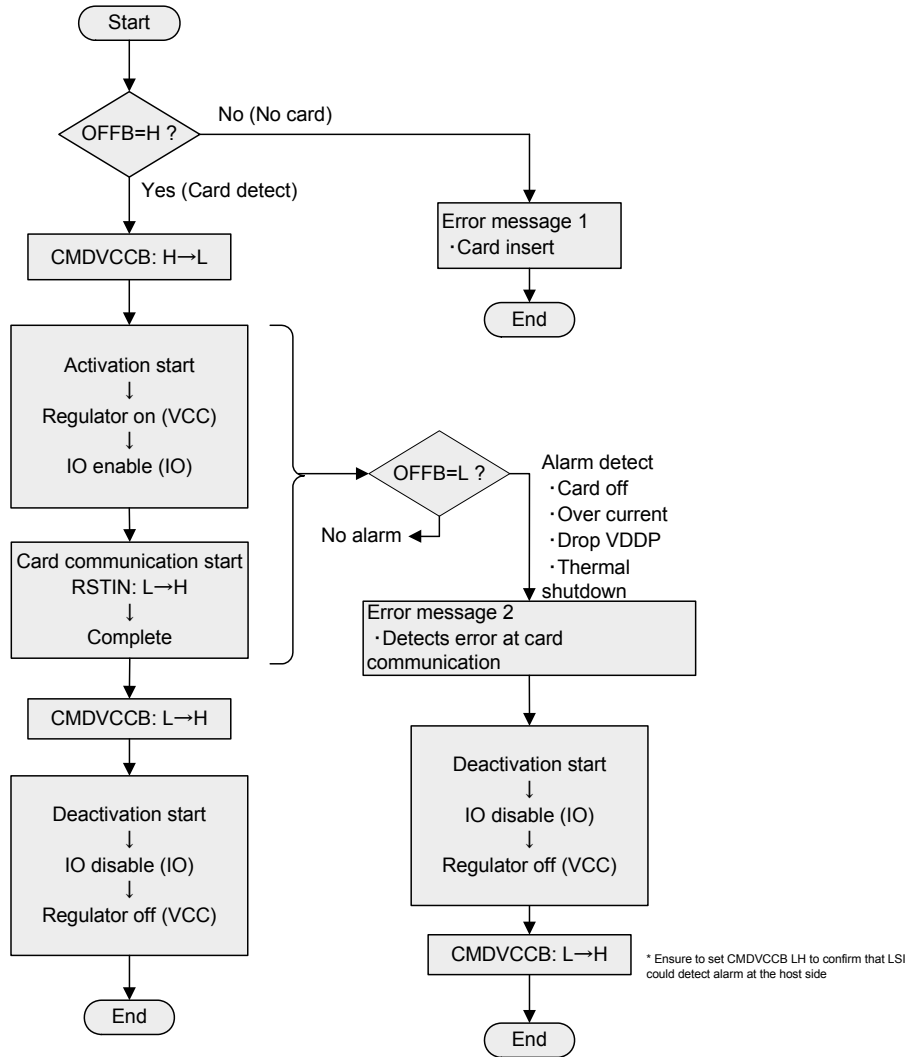 Start
OFFB=H ?
No (No card)
Yes (Card detect)
Error message 1
・Card insert
End
CMDVCCB: H→L
Activation start
↓
Regulator on (VCC)
↓
IO enable (IO)
OFFB=L ?
No alarm
Alarm detect
・Card off
・Over current
・Drop VDDP
・Thermal
shutdown
Card communication start
RSTIN: L→H
↓
Complete
Error message 2
・Detects error at card
communication
CMDVCCB: L→H
Deactivation start
↓
IO disable (IO)
↓
Regulator off (VCC)
End
Deactivation start
↓
IO disable (IO)
↓
Regulator off (VCC)
CMDVCCB: L→H
* Ensure to set CMDVCCB LH to confirm that LSI
could detect alarm at the host side
End